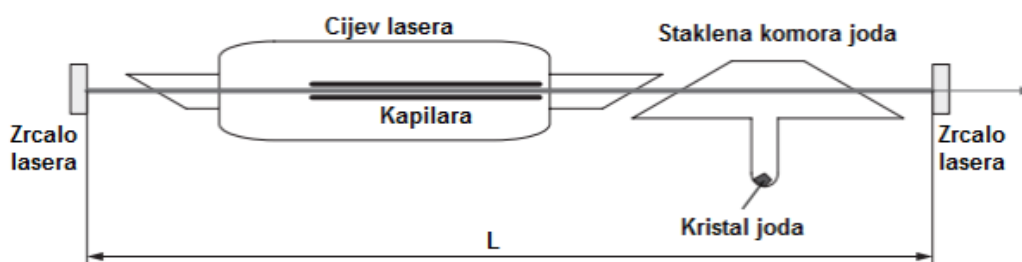 Cijev lasera
Staklena komora joda
Kapilara
Zrcalo
lasera
Zrcalo
lasera
Kristal joda
L